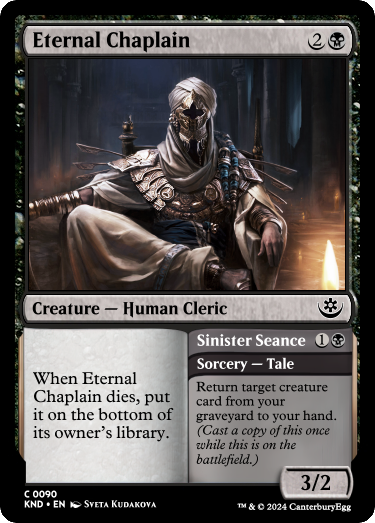 Eternal Chaplain 2
Creature — Human Cleric
When Eternal
Chaplain dies, put
it on the bottom of
its owner's library.
Sinister Seance 1
Sorcery — Tale
Return target creature
card from your
graveyard to your hand.
(Cast a copy of this once
while this is on the
battlefield.)
3/2
C 0090
KND • EN SVETA KUDAKOVA
™ & © 2024 CanterburyEgg